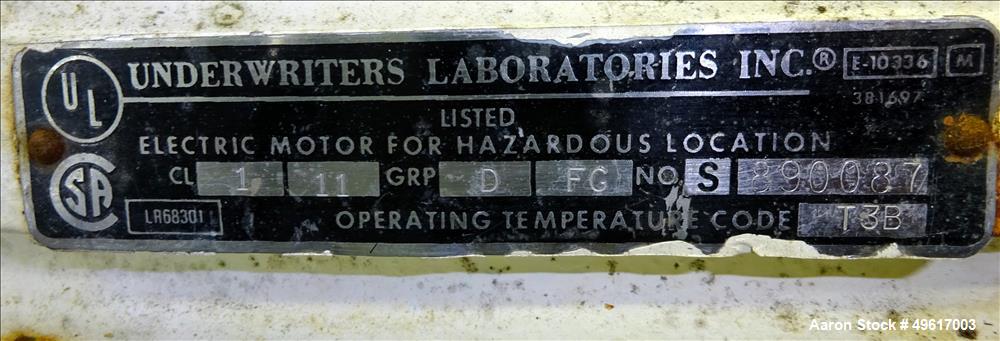 UL UNDERWRITERS LABORATORIES INC.® E-10336 M
381697
LISTED
ELECTRIC MOTOR FOR HAZARDOUS LOCATION
CL 1 11 GRP D FG NO. S 890087
SA LR68301 OPERATING TEMPERATURE CODE T3B
Aaron Stock # 49617003